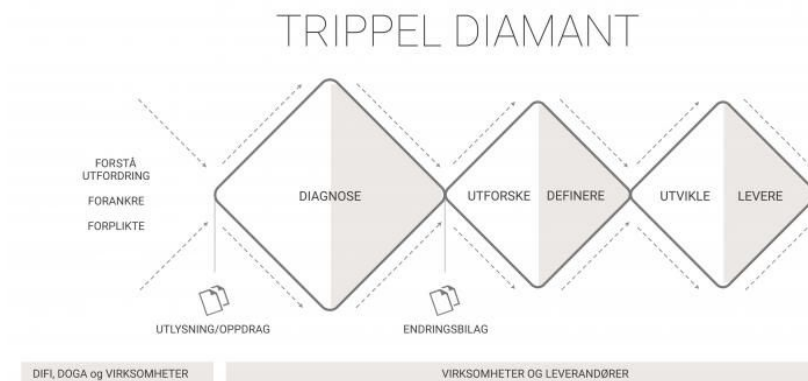 TRIPPEL DIAMANT
FORSTÅ
UTFORDRING
FORANKRE
FORPLIKTE
DIAGNOSE
UTFORSKE
DEFINERE
UTVIKLE
LEVERE
UTLYSNING/OPPDRAG
ENDRINGSBILAG
DIFI, DOGA og VIRKSOMHETER
VIRKSOMHETER OG LEVERANDØRER